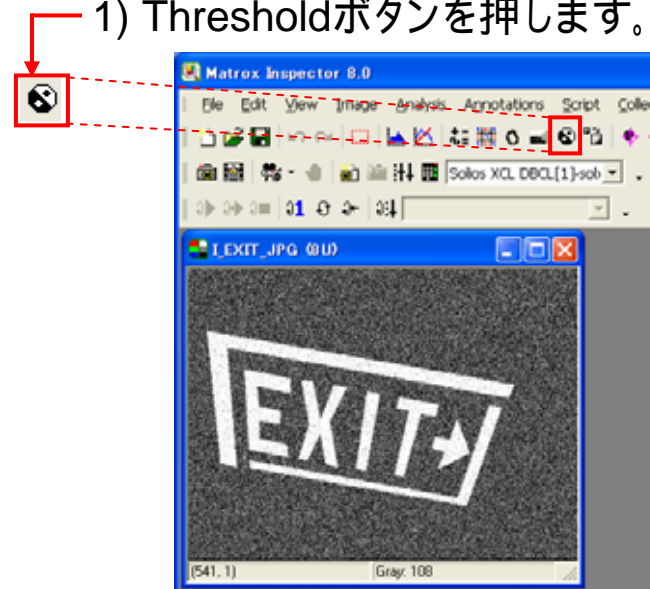 1) Thresholdボタンを押します。
Matrox Inspector 8.0
File Edit View Image Analysis Annotations Script Colle
Solios XCL DBCL[1]-sob
I_EXIT_JPG (8U)
EXIT
(541, 1) Gray: 108